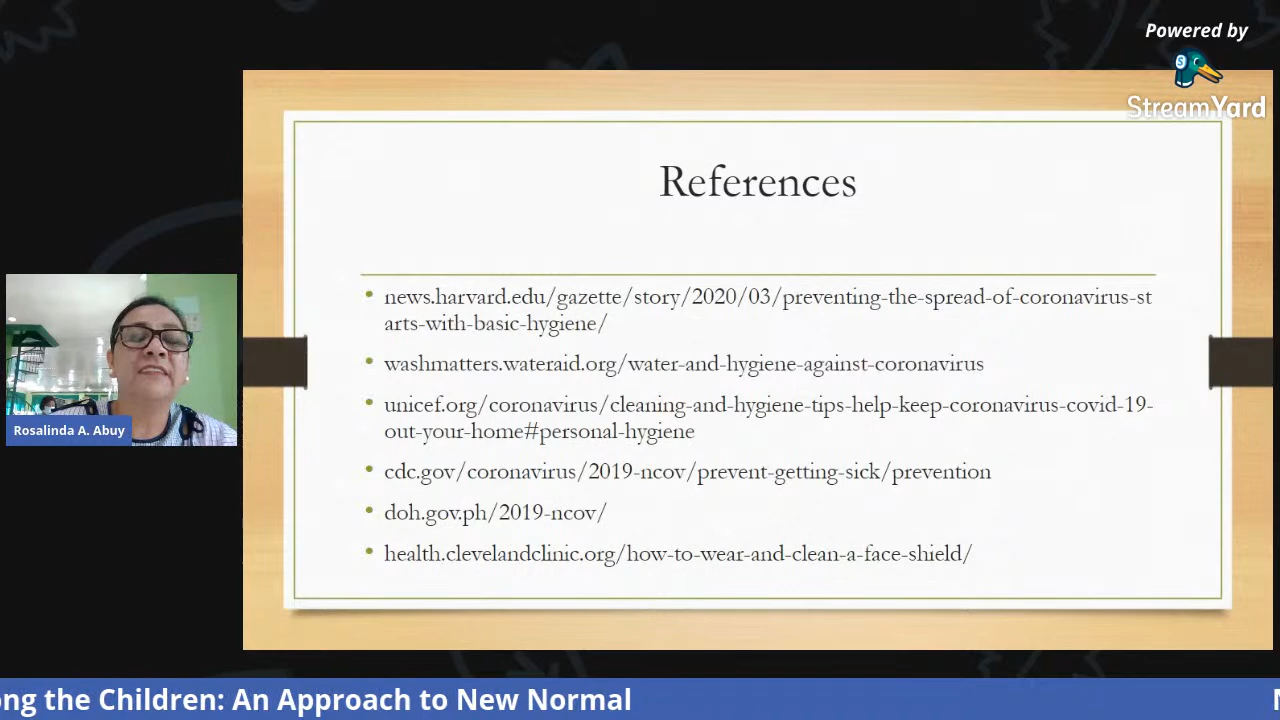 Powered by
StreamYard
References
• news.harvard.edu/gazette/story/2020/03/preventing-the-spread-of-coronavirus-st
arts-with-basic-hygiene/
• washmatters.wateraid.org/water-and-hygiene-against-coronavirus
• unicef.org/coronavirus/cleaning-and-hygiene-tips-help-keep-coronavirus-covid-19-
out-your-home#personal-hygiene
• cdc.gov/coronavirus/2019-ncov/prevent-getting-sick/prevention
• doh.gov.ph/2019-ncov/
• health.clevelandclinic.org/how-to-wear-and-clean-a-face-shield/
Rosalinda A. Abuy
ng the Children: An Approach to New Normal